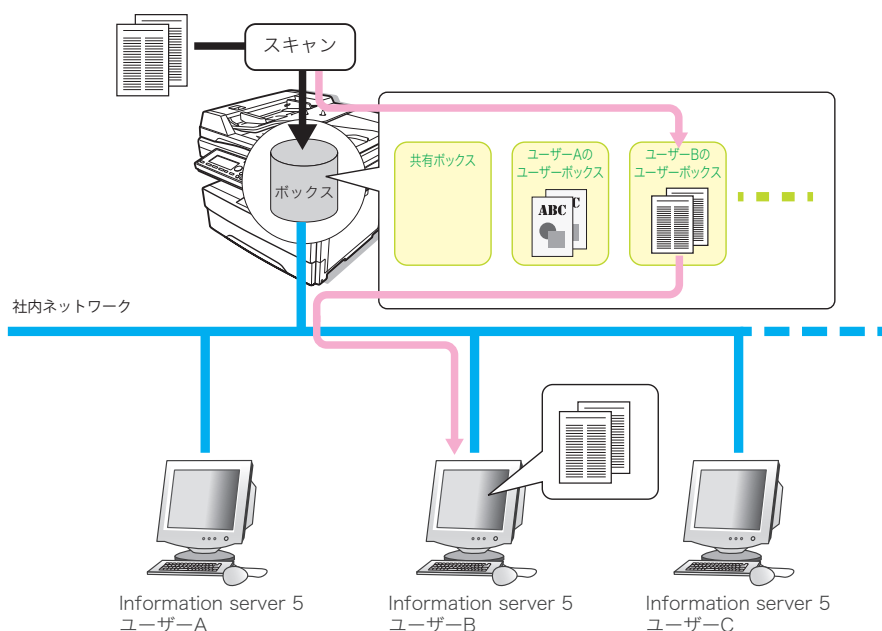 スキャン
共有ボックス
ユーザーAの
ユーザーボックス
ユーザーBの
ユーザーボックス
ボックス
ABC
C
社内ネットワーク
Information server 5
ユーザーA
Information server 5
ユーザーB
Information server 5
ユーザーC